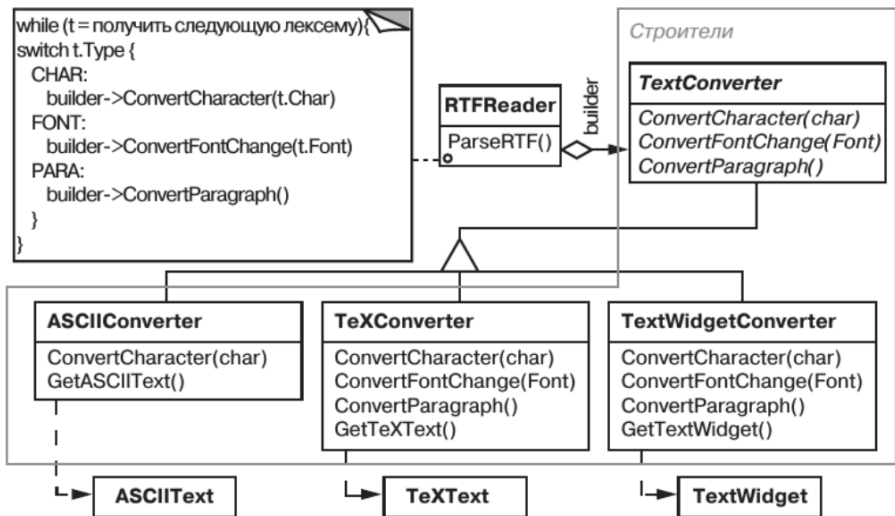 while (t = получить следующую лексему){
switch t.Type {
CHAR:
builder->ConvertCharacter(t.Char)
FONT:
builder->ConvertFontChange(t.Font)
PARA:
builder->ConvertParagraph()
}
}
RTFReader
ParseRTF()
builder
Строители
TextConverter
ConvertCharacter(char)
ConvertFontChange(Font)
ConvertParagraph()
ASCIIConverter
ConvertCharacter(char)
GetASCIIText()
TeXConverter
ConvertCharacter(char)
ConvertFontChange(Font)
ConvertParagraph()
GetTeXText()
TextWidgetConverter
ConvertCharacter(char)
ConvertFontChange(Font)
ConvertParagraph()
GetTextWidget()
ASCIIText
TeXText
TextWidget